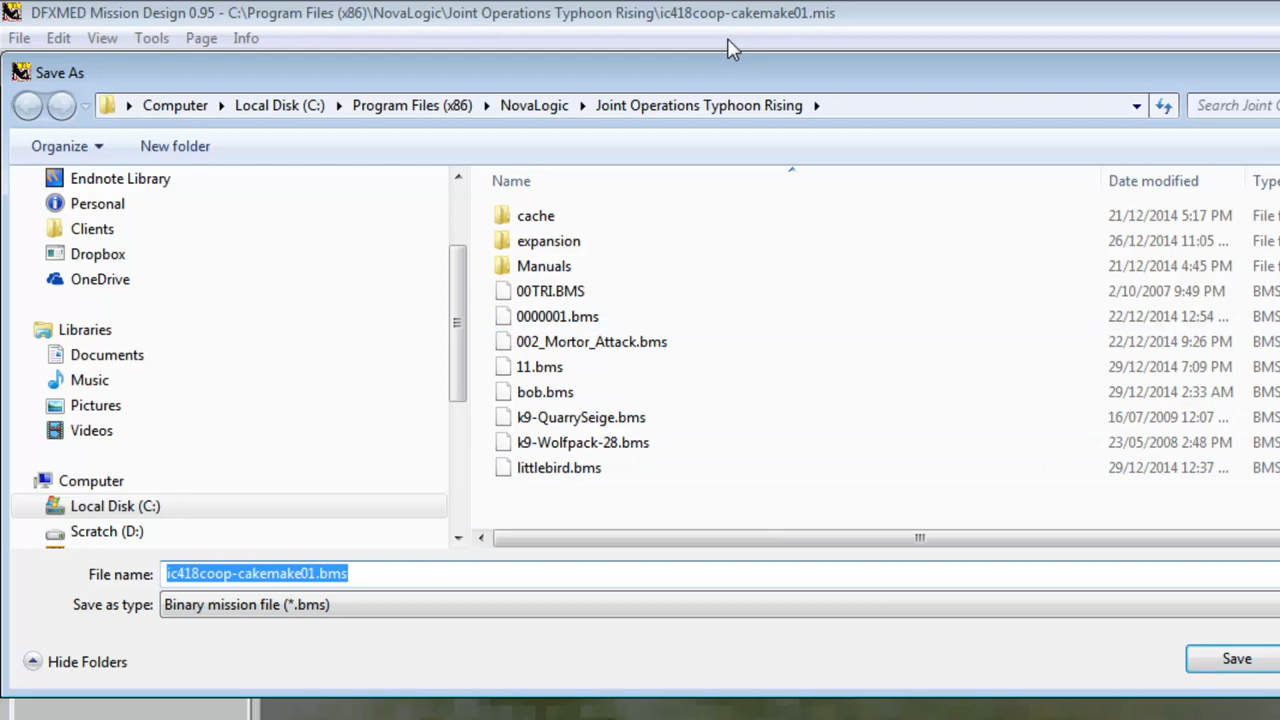 DFXMED Mission Design 0.95 - C:\Program Files (x86)\NovaLogic\Joint Operations Typhoon Rising\ic418coop-cakemake01.mis
File Edit View Tools Page Info
Save As
Computer Local Disk (C:) Program Files (x86) NovaLogic Joint Operations Typhoon Rising Search Joint O
Organize New folder
Endnote Library
Personal
Clients
Dropbox
OneDrive
Libraries
Documents
Music
Pictures
Videos
Computer
Local Disk (C:)
Scratch (D:)
Name Date modified Type
cache 21/12/2014 5:17 PM File f
expansion 26/12/2014 11:05 ... File f
Manuals 21/12/2014 4:45 PM File f
00TRI.BMS 2/10/2007 9:49 PM BMS
0000001.bms 22/12/2014 12:54 ... BMS
002_Mortor_Attack.bms 22/12/2014 9:26 PM BMS
11.bms 29/12/2014 7:09 PM BMS
bob.bms 29/12/2014 2:33 AM BMS
k9-QuarrySeige.bms 16/07/2009 12:07 ... BMS
k9-Wolfpack-28.bms 23/05/2008 2:48 PM BMS
littlebird.bms 29/12/2014 12:37 ... BMS
File name: ic418coop-cakemake01.bms
Save as type: Binary mission file (*.bms)
Hide Folders Save